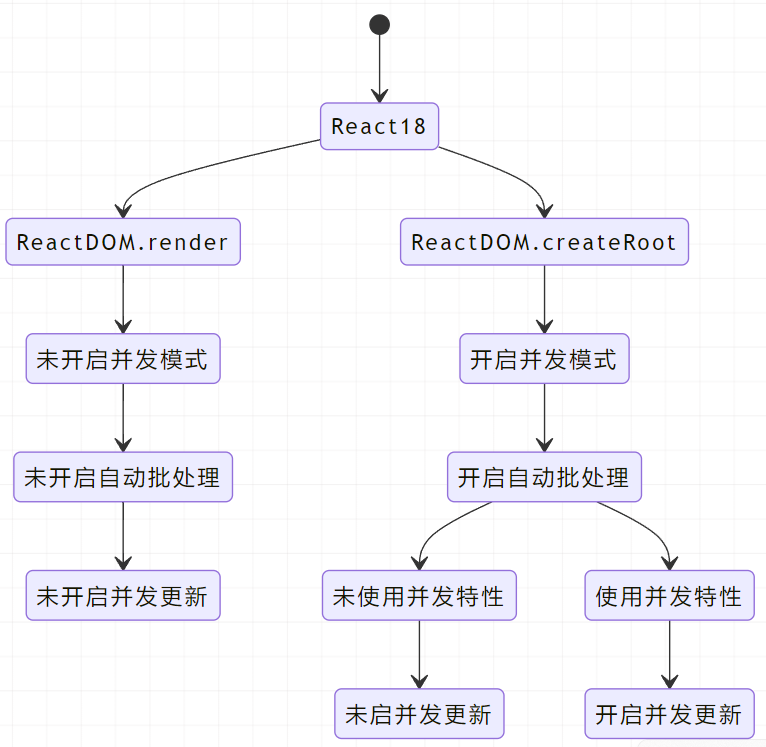 React18
ReactDOM.render
ReactDOM.createRoot
未开启并发模式
开启并发模式
未开启自动批处理
开启自动批处理
未开启并发更新
未使用并发特性
使用并发特性
未启并发更新
开启并发更新